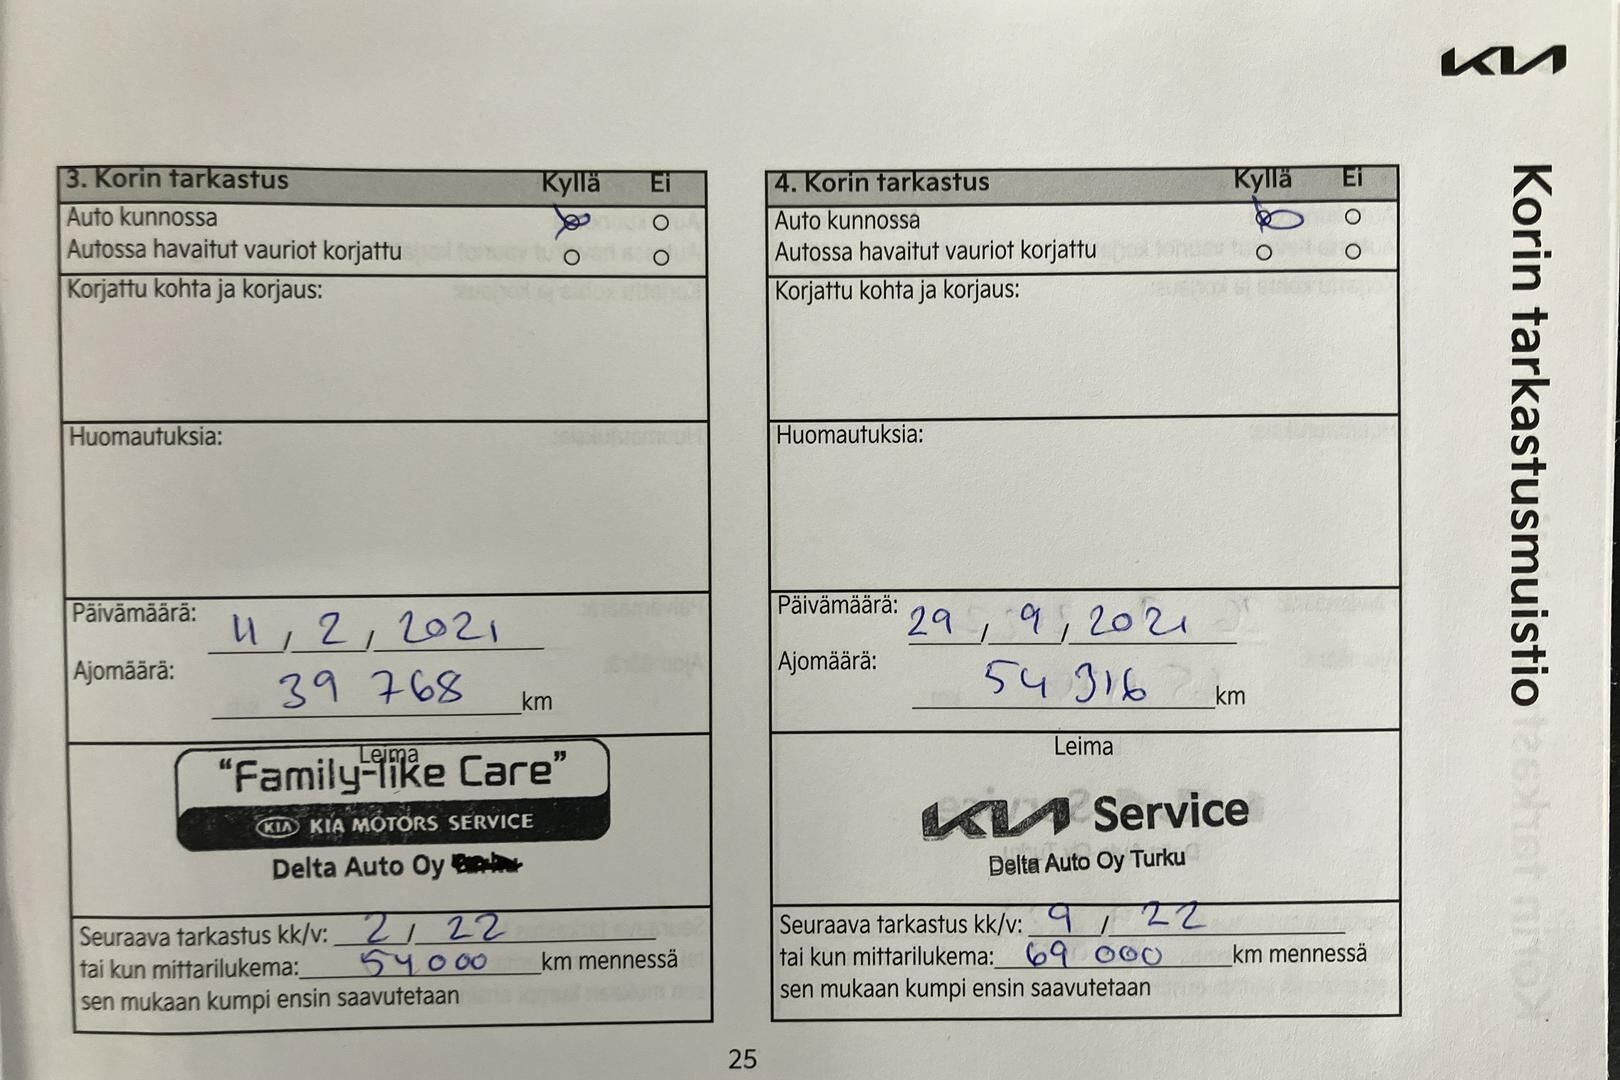 KIA
Korin tarkastusmuistio
3. Korin tarkastus Kyllä Ei
Auto kunnossa
Autossa havaitut vauriot korjattu
Korjattu kohta ja korjaus:
Huomautuksia:
Päivämäärä: 11 / 2 / 2021
Ajomäärä: 39 768 km
Leima
"Family-like Care"
KIA KIA MOTORS SERVICE
Delta Auto Oy
Seuraava tarkastus kk/v: 2 / 22
tai kun mittarilukema: 54 000 km mennessä
sen mukaan kumpi ensin saavutetaan
4. Korin tarkastus Kyllä Ei
Auto kunnossa
Autossa havaitut vauriot korjattu
Korjattu kohta ja korjaus:
Huomautuksia:
Päivämäärä: 29 / 9 / 2021
Ajomäärä: 54 316 km
Leima
KIA Service
Delta Auto Oy Turku
Seuraava tarkastus kk/v: 9 / 22
tai kun mittarilukema: 69 000 km mennessä
sen mukaan kumpi ensin saavutetaan
25